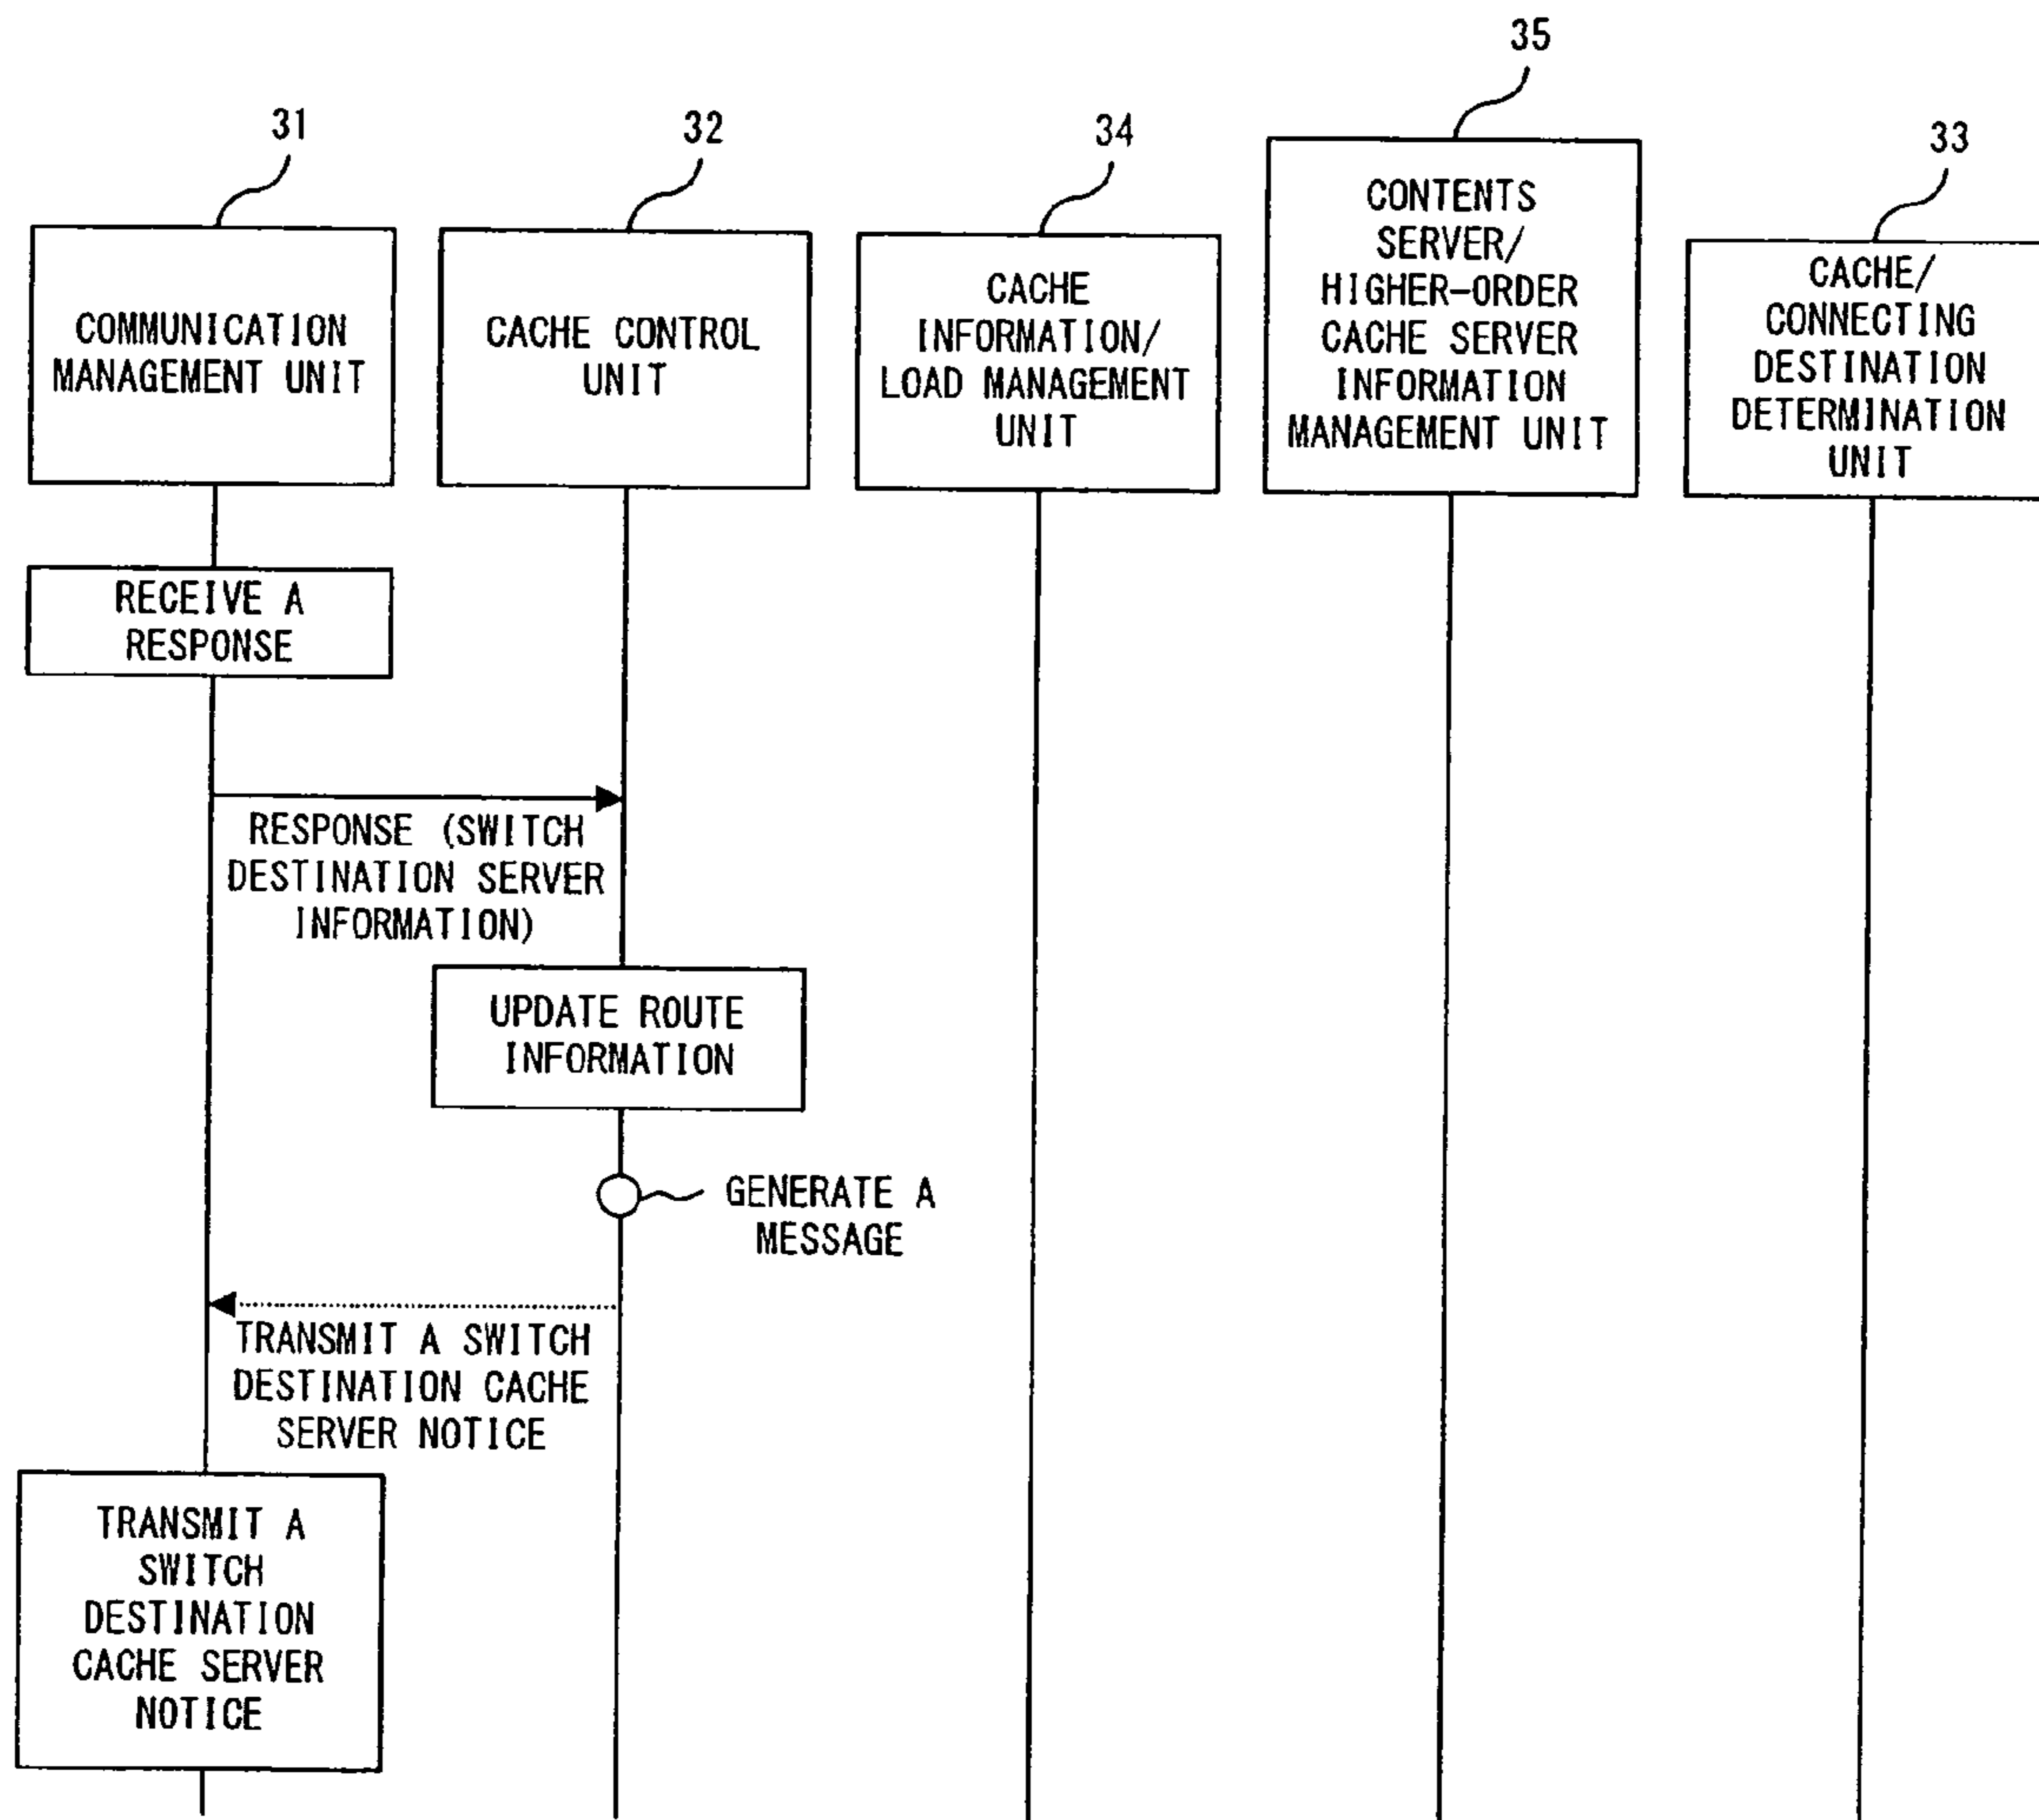 35
31
32
34
33
COMMUNICATION
MANAGEMENT UNIT
CACHE CONTROL
UNIT
CACHE
INFORMATION/
LOAD MANAGEMENT
UNIT
CONTENTS
SERVER/
HIGHER-ORDER
CACHE SERVER
INFORMATION
MANAGEMENT UNIT
CACHE/
CONNECTING
DESTINATION
DETERMINATION
UNIT
RECEIVE A
RESPONSE
RESPONSE (SWITCH
DESTINATION SERVER
INFORMATION)
UPDATE ROUTE
INFORMATION
GENERATE A
MESSAGE
TRANSMIT A SWITCH
DESTINATION CACHE
SERVER NOTICE
TRANSMIT A
SWITCH
DESTINATION
CACHE SERVER
NOTICE